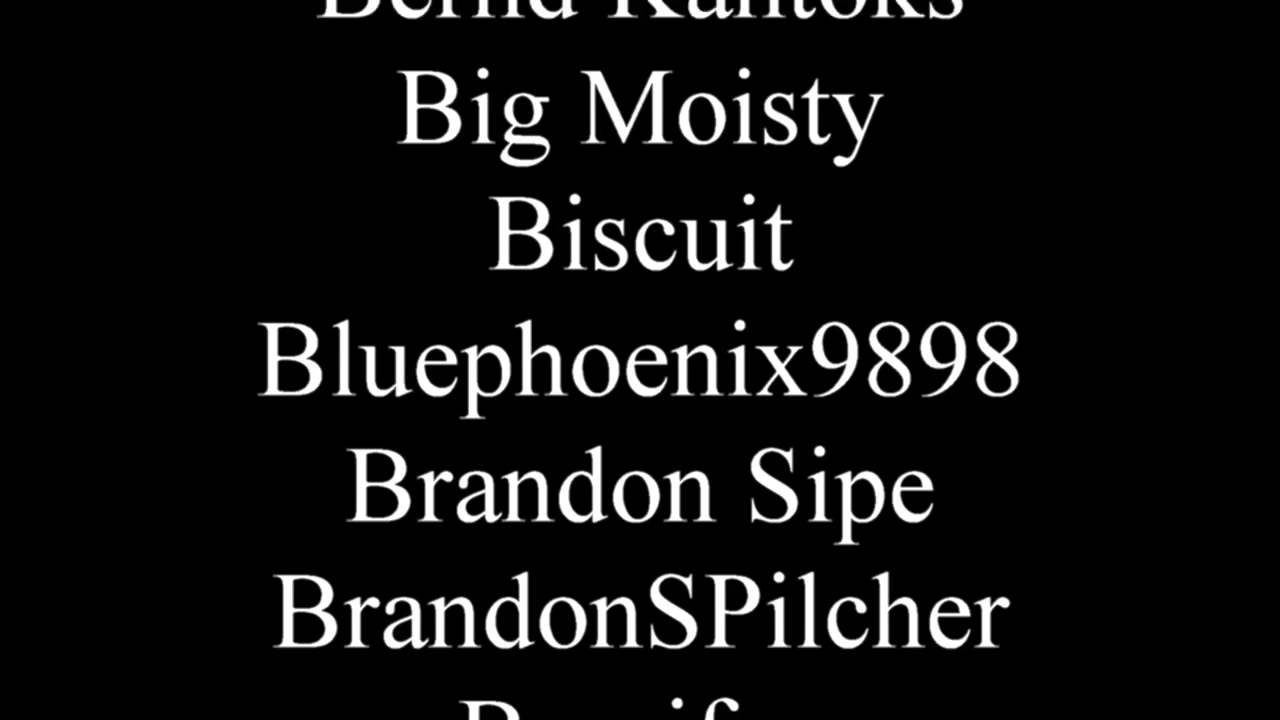 Big Moisty
Biscuit
Bluephoenix9898
Brandon Sipe
BrandonSPilcher